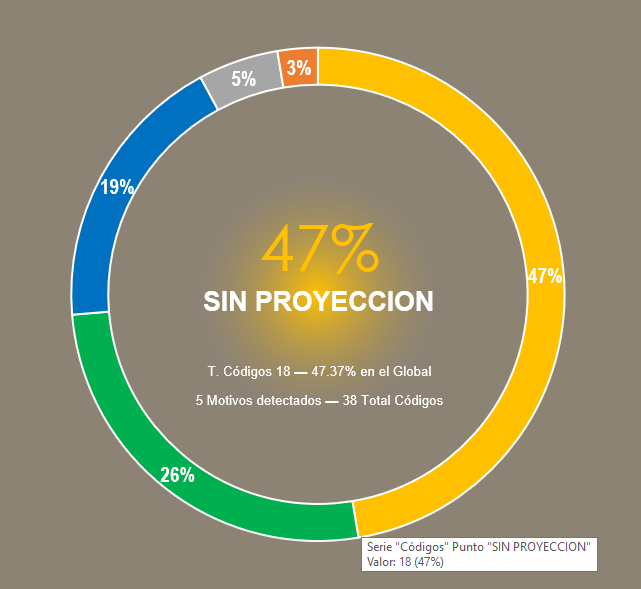 5%
3%
19%
47%
47%
SIN PROYECCION
T. Códigos 18 — 47.37% en el Global
5 Motivos detectados — 38 Total Códigos
26%
Serie "Códigos" Punto "SIN PROYECCION"
Valor: 18 (47%)